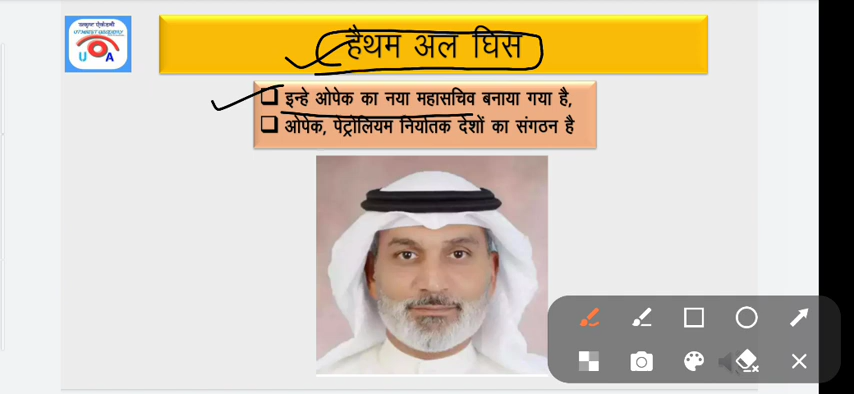 हैथम अल घिस
इन्हे ओपेक का नया महासचिव बनाया गया है,
ओपेक, पेट्रोलियम निर्यातक देशों का संगठन है
U A